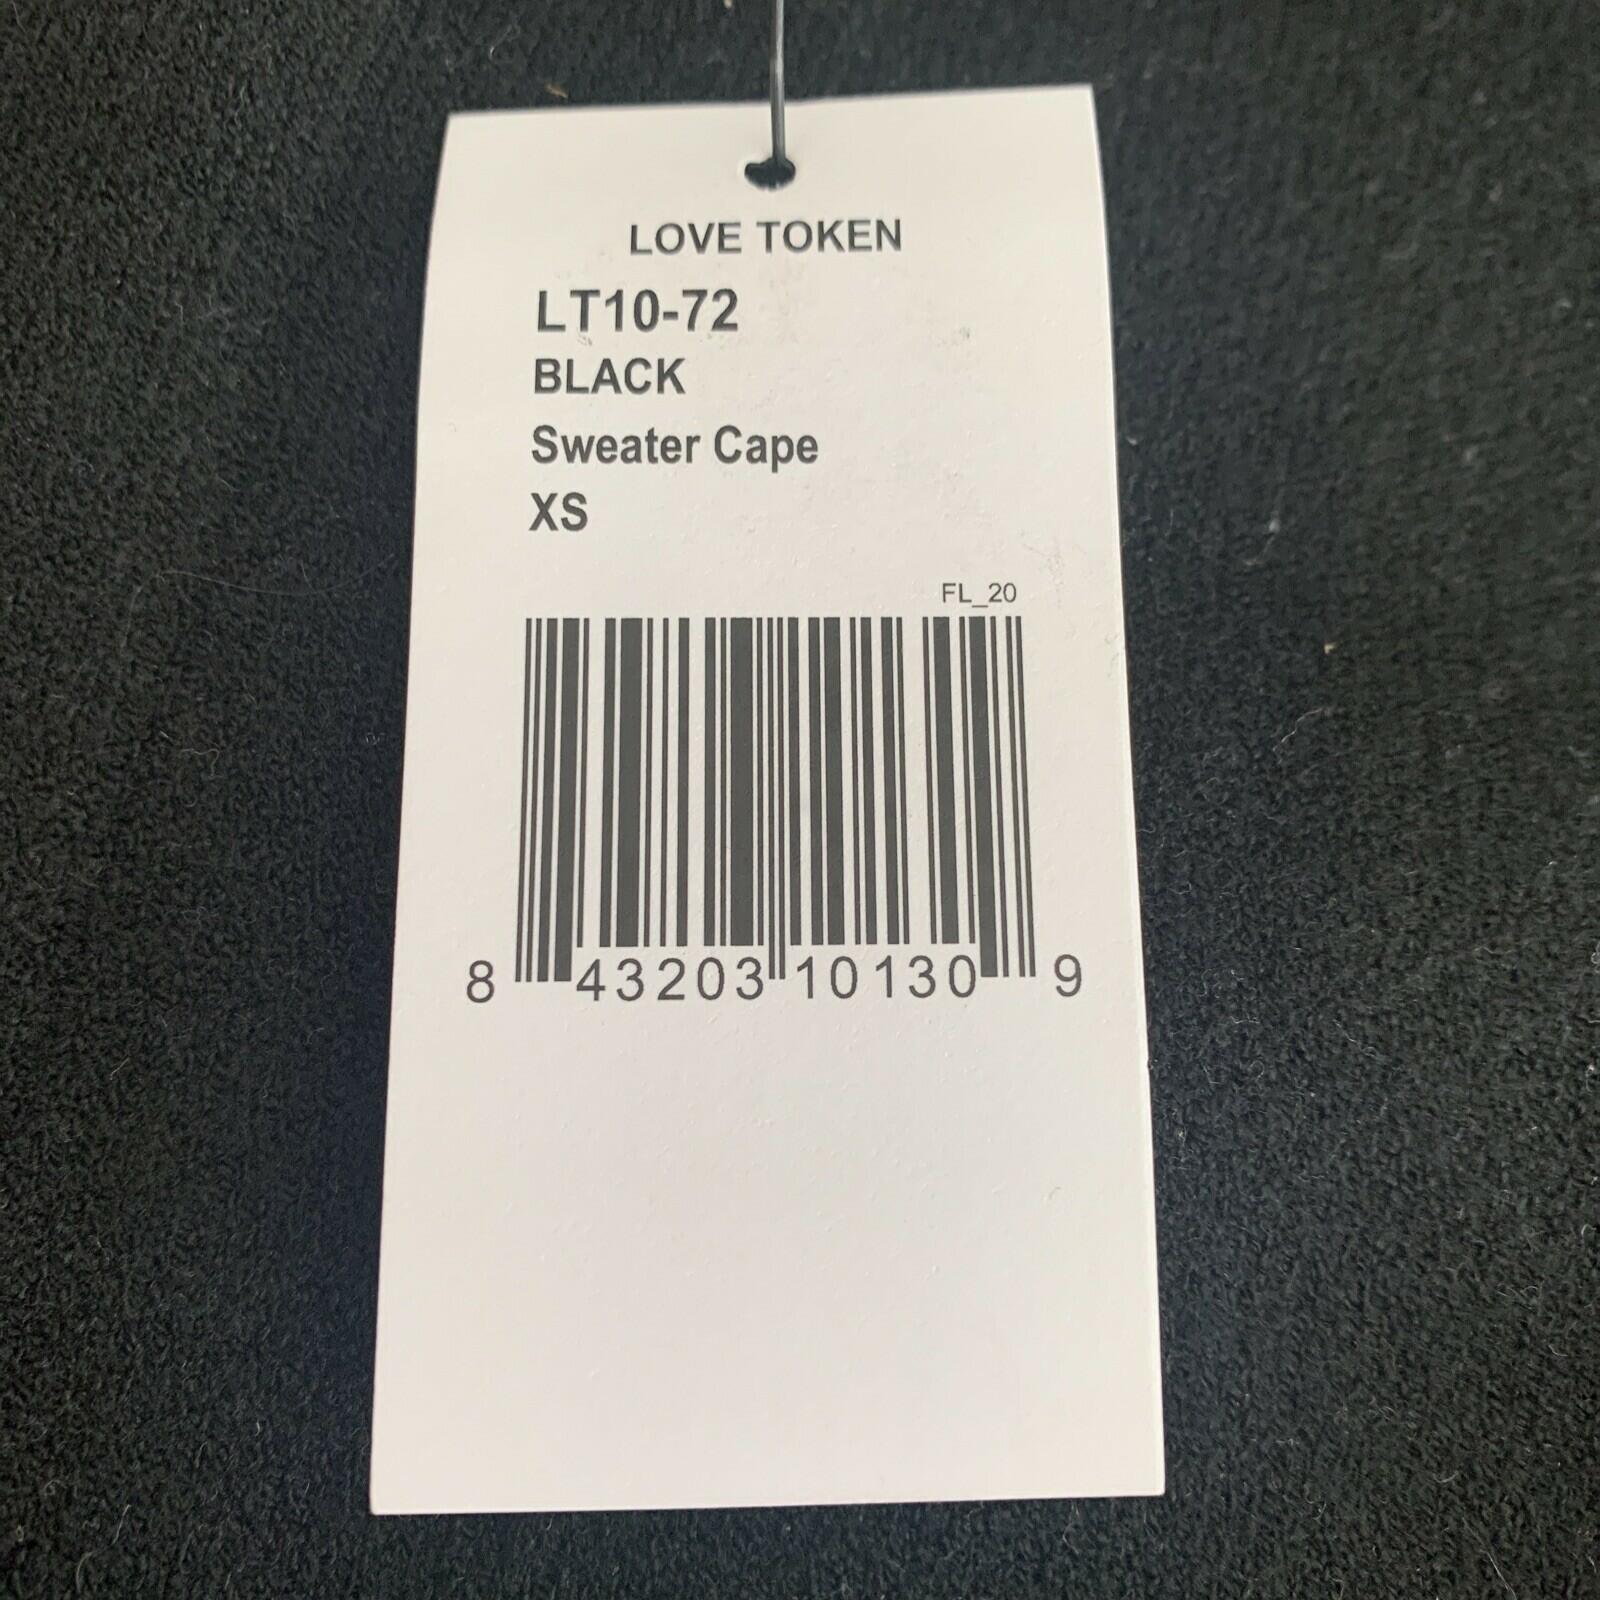 LOVE TOKEN
LT10-72
BLACK
Sweater Cape
XS
FL_20
8 43203 10130 9